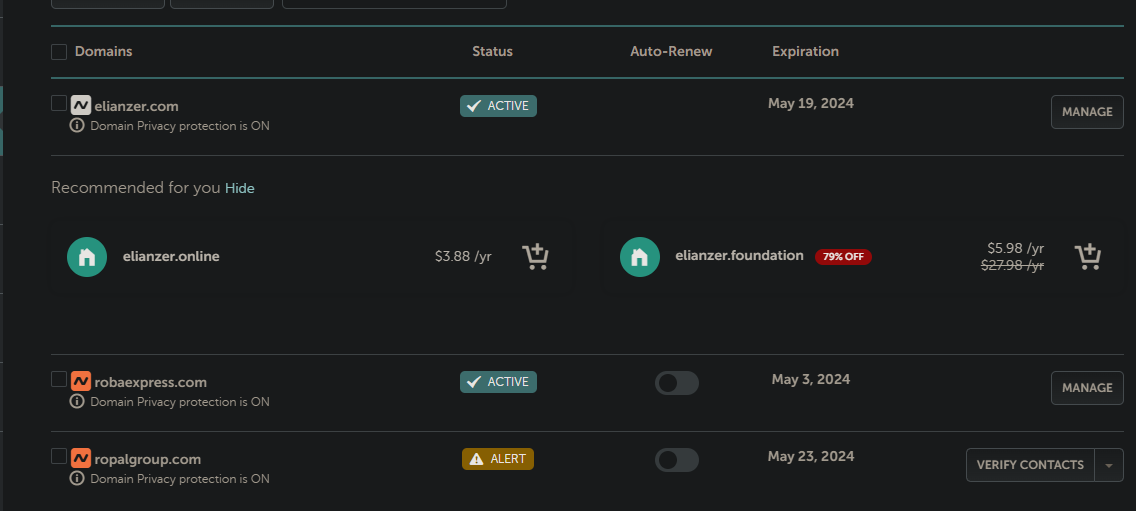 Domains Status Auto-Renew Expiration
elianzer.com ACTIVE May 19, 2024 MANAGE
Domain Privacy protection is ON
Recommended for you Hide
elianzer.online $3.88 /yr
elianzer.foundation 79% OFF $5.98 /yr
$27.98 /yr
robaexpress.com ACTIVE May 3, 2024 MANAGE
Domain Privacy protection is ON
ropalgroup.com ALERT May 23, 2024 VERIFY CONTACTS
Domain Privacy protection is ON